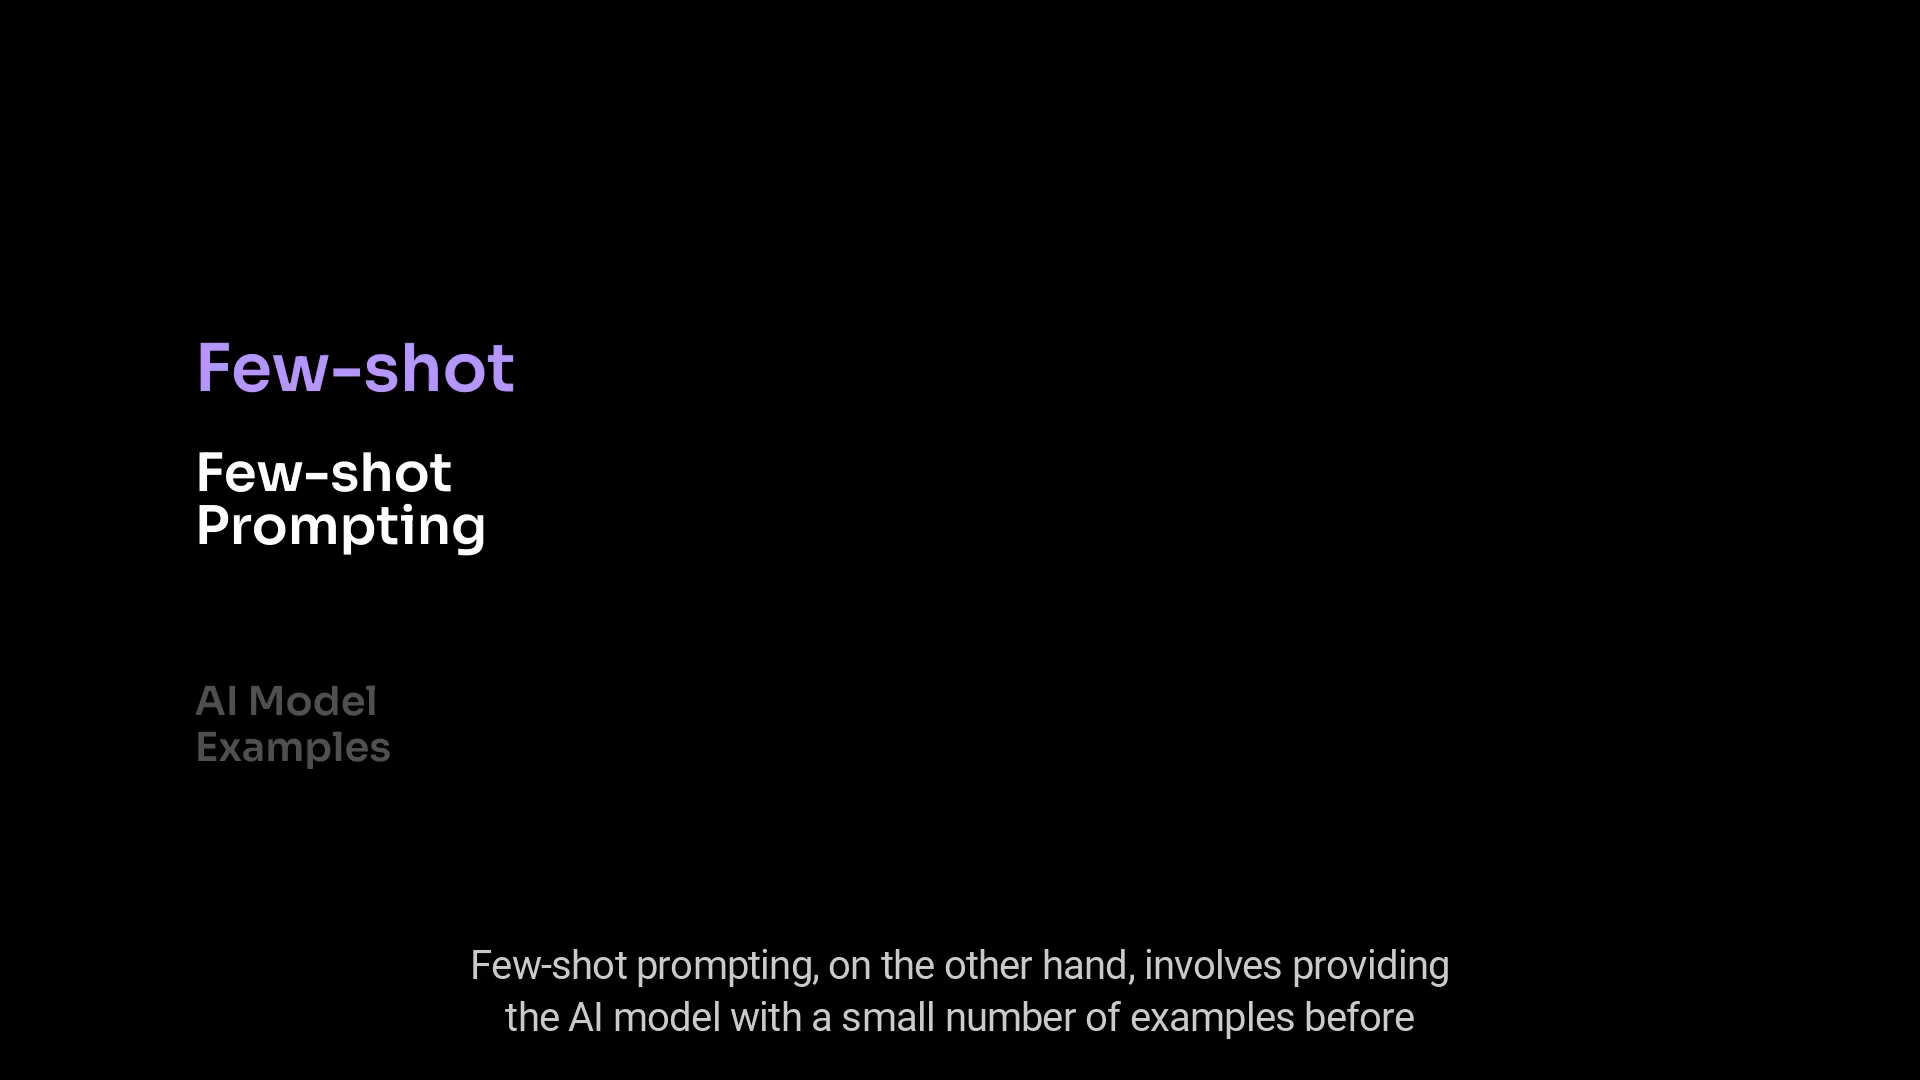 Few-shot
Few-shot
Prompting
AI Model
Examples
Few-shot prompting, on the other hand, involves providing
the AI model with a small number of examples before